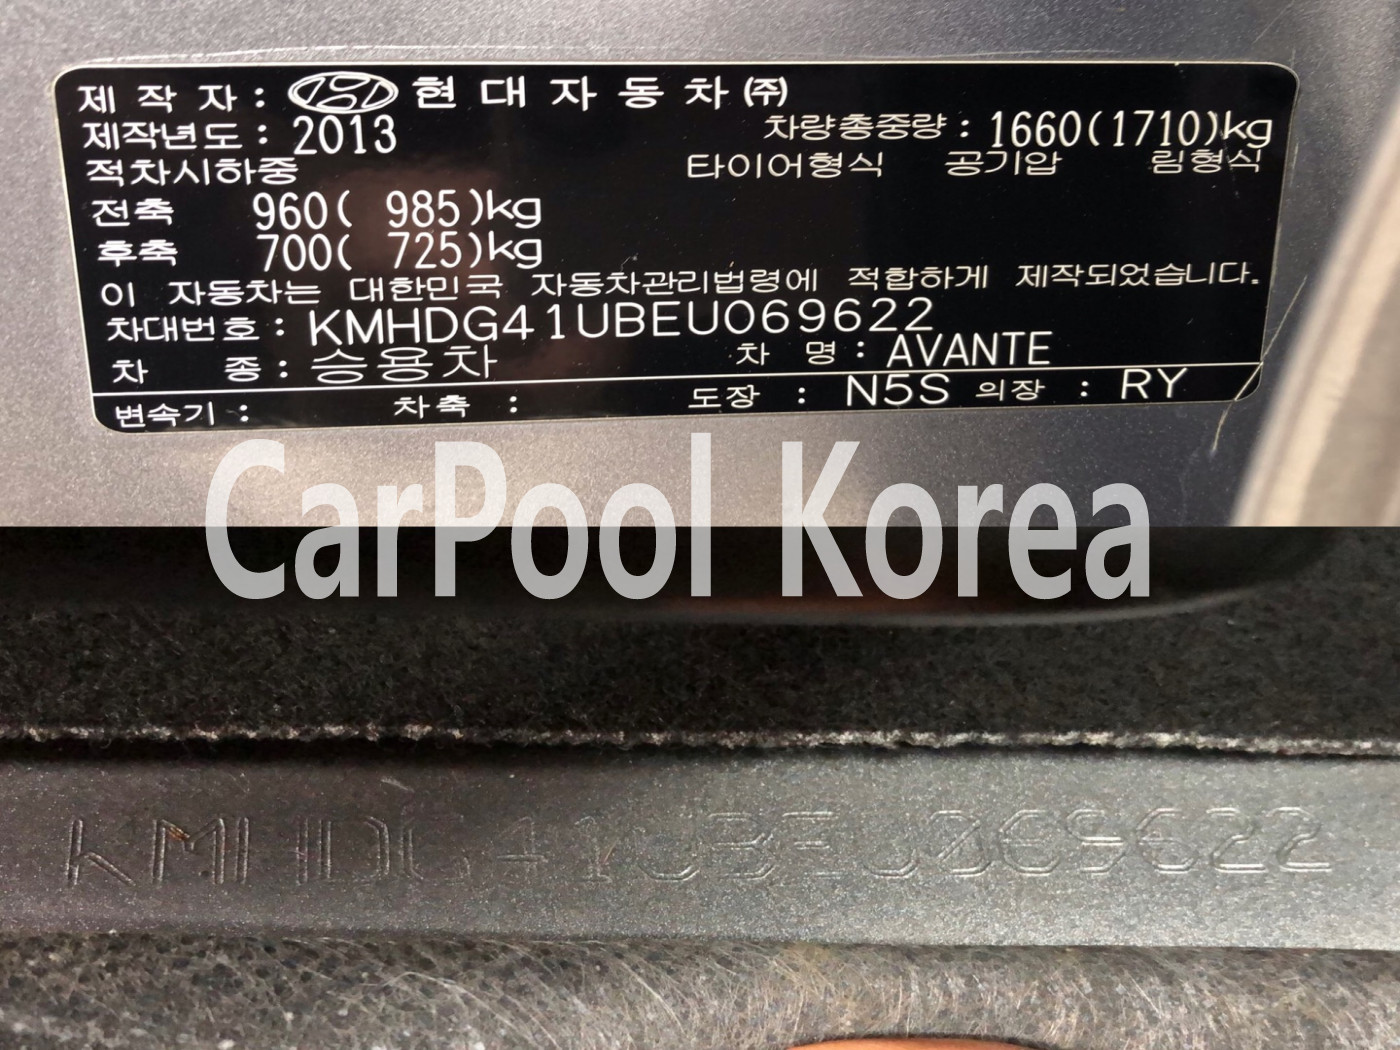 제 작 자 : 현 대 자 동 차 ㈜
제작년도 : 2013 차량총중량 : 1660(1710)kg
적차시하중 타이어형식 공기압 림형식
전축 960( 985)kg
후축 700( 725)kg
이 자동차는 대한민국 자동차관리법령에 적합하게 제작되었습니다.
차대번호 : KMHDG41UBEU069622
차 종 : 승용차 차 명 : AVANTE
변속기 : 차축 : 도장 : N5S 의장 : RY
CarPool Korea
KMHDG41UBEU069622